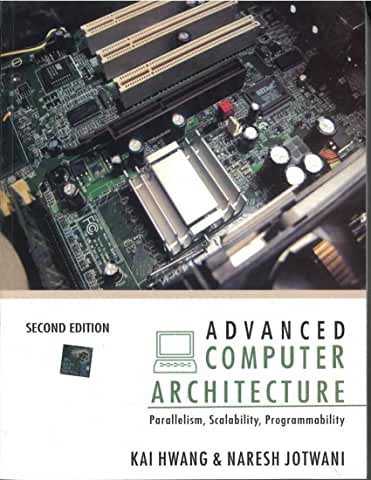 SECOND EDITION
ADVANCED
COMPUTER
ARCHITECTURE
Parallelism, Scalability, Programmability
KAI HWANG & NARESH JOTWANI